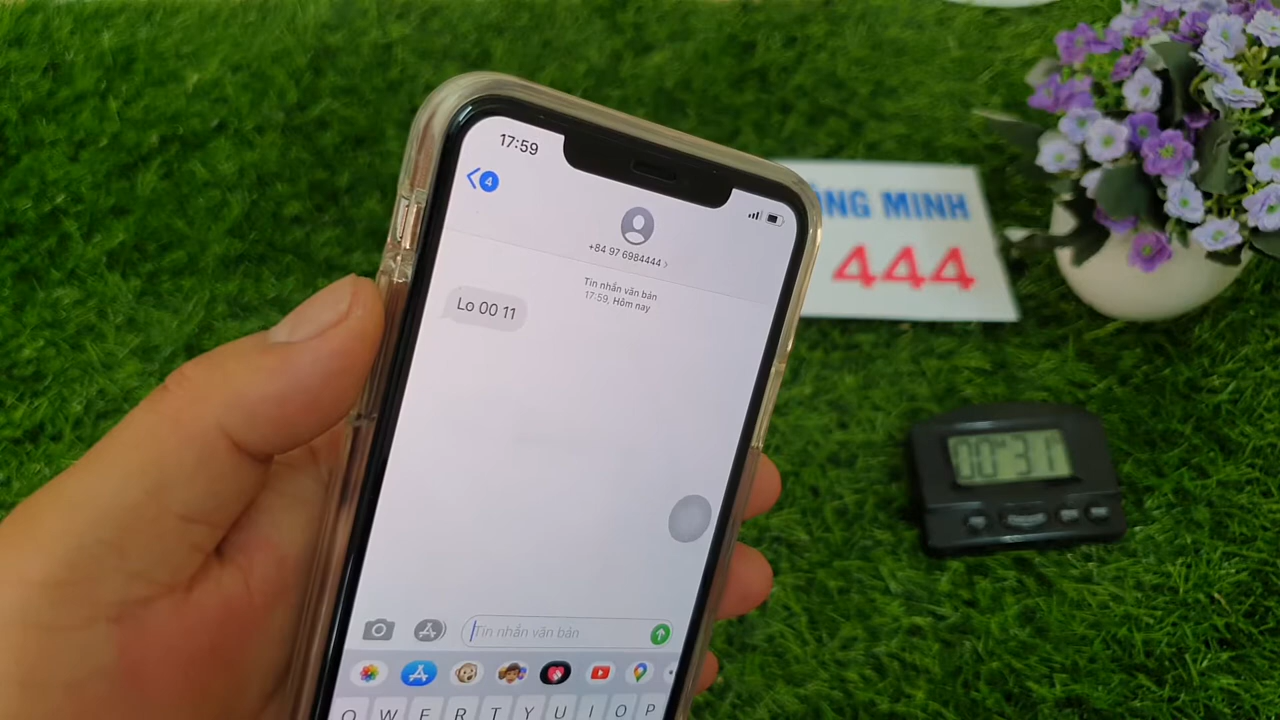 17:59
4
+84 97 6984444 >
Tin nhắn văn bản
17:59, Hôm nay
Lo 00 11
Tin nhắn văn bản
Q W E R T Y U I O P
ÔNG MINH
444
00 31